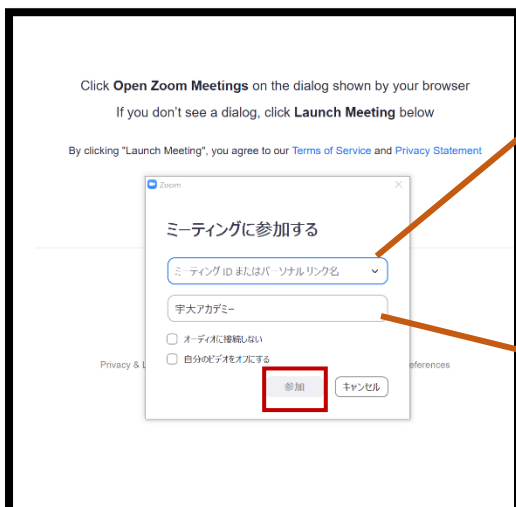 Click Open Zoom Meetings on the dialog shown by your browser
If you don't see a dialog, click Launch Meeting below
By clicking "Launch Meeting", you agree to our Terms of Service and Privacy Statement
Zoom
ミーティングに参加する
ミーティング ID またはパーソナル リンク名
宇大アカデミー
オーディオに接続しない
自分のビデオをオフにする
Privacy & L
eferences
参加 キャンセル